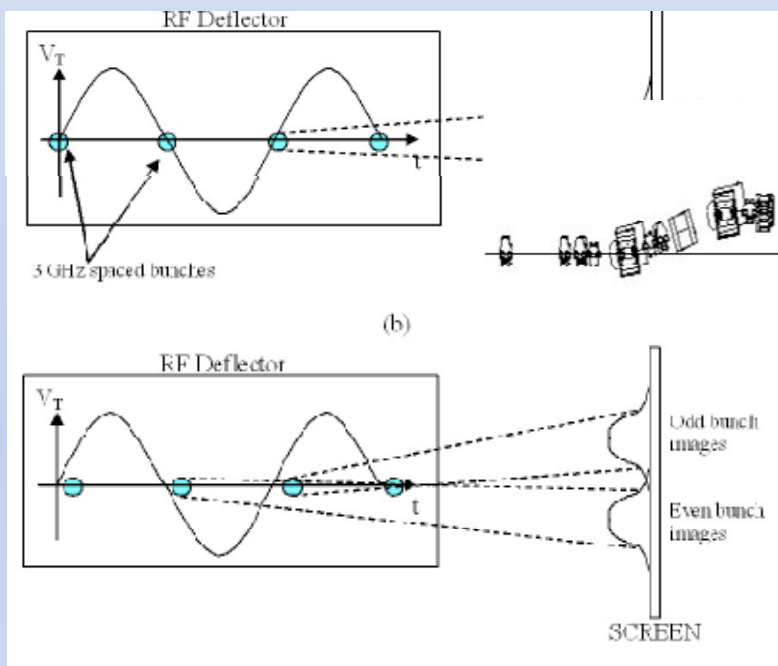 RF Deflector
V_T
t
3 GHz spaced bunches
(b)
RF Deflector
V_T
t
Odd bunch
images
Even bunch
images
SCREEN